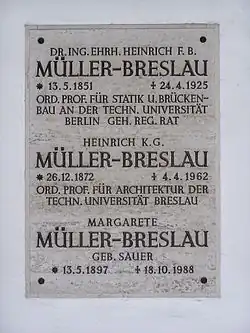 DR. ING. EHRH. HEINRICH F. B.
MÜLLER-BRESLAU
✶ 13.5.1851 ✝ 24.4.1925
ORD. PROF. FÜR STATIK U. BRÜCKEN-
BAU AN DER TECHN. UNIVERSITÄT
BERLIN GEH. REG. RAT
HEINRICH K.G.
MÜLLER-BRESLAU
✶ 26.12.1872 ✝ 4.4.1962
ORD. PROF. FÜR ARCHITEKTUR DER
TECHN. UNIVERSITÄT BRESLAU
MARGARETE
MÜLLER-BRESLAU
GEB. SAUER
✶ 13.5.1897 ✝ 18.10.1988